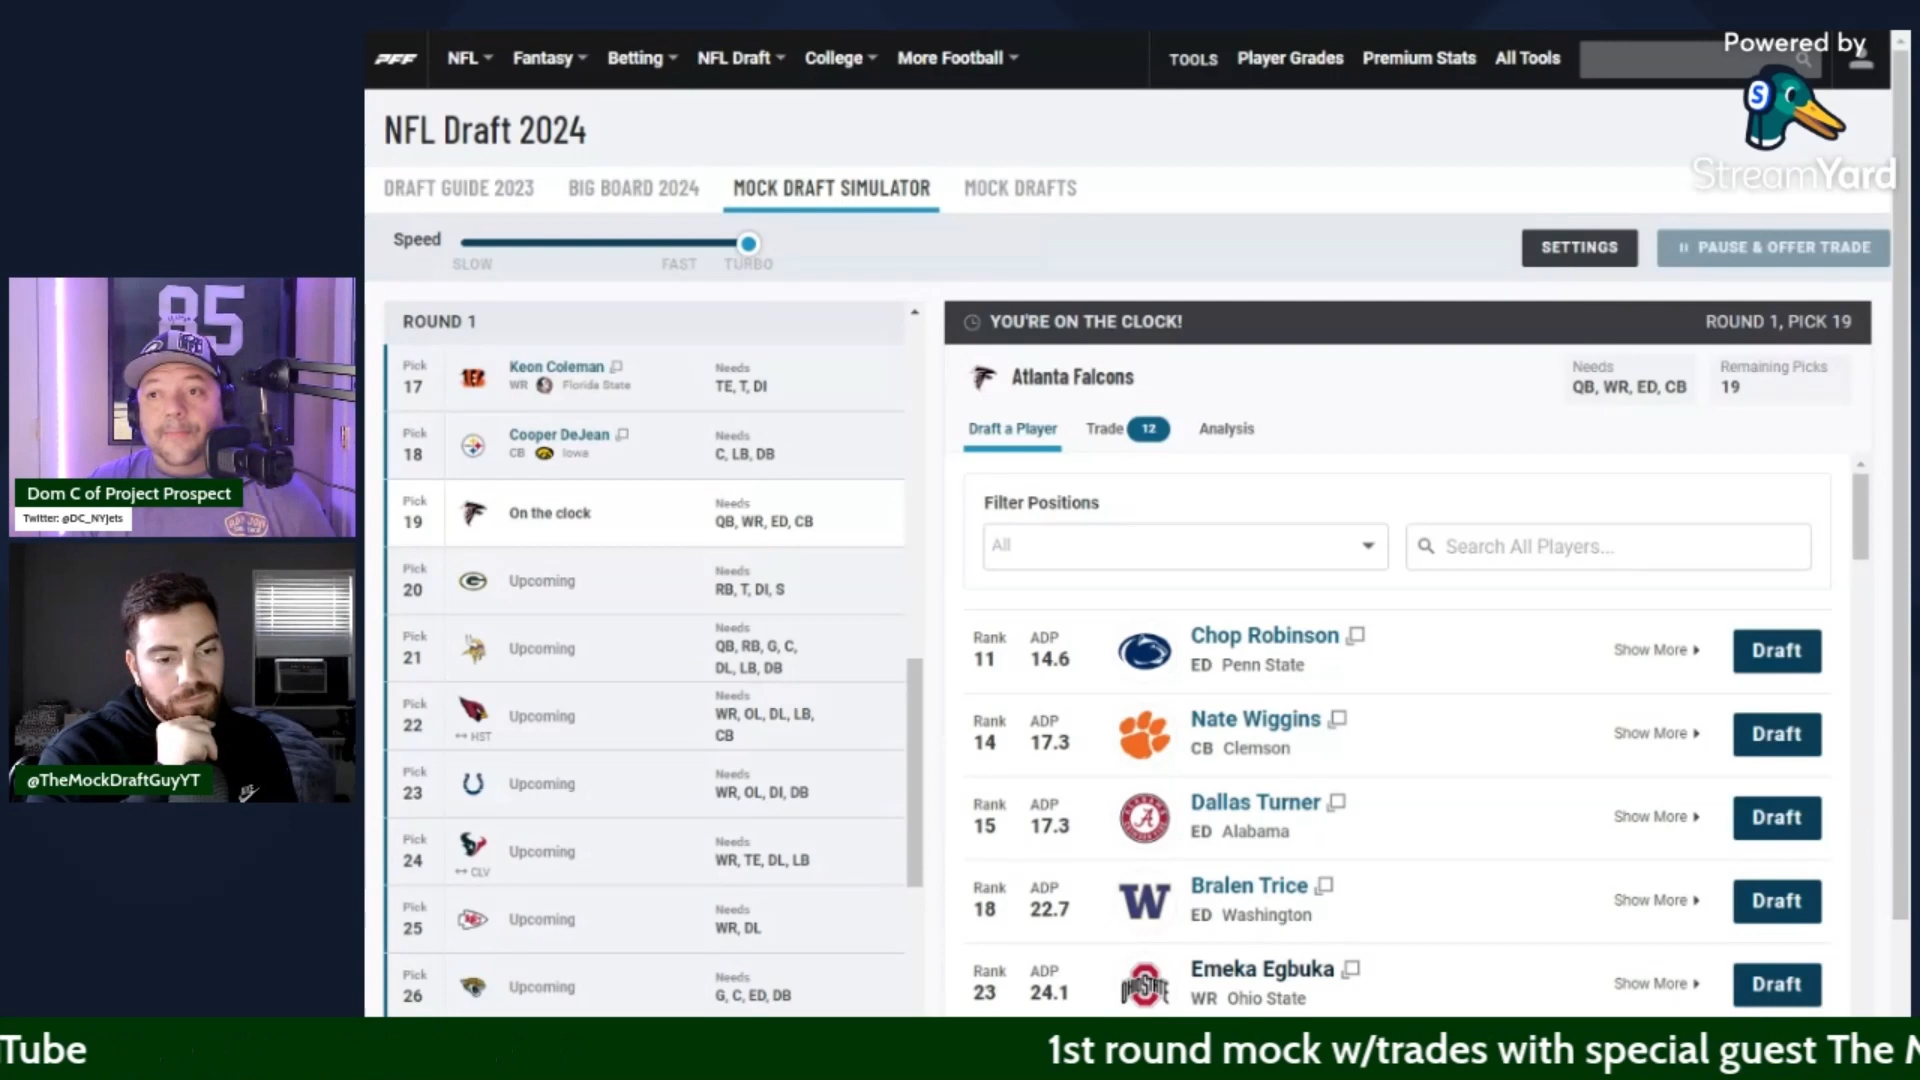 Powered by
StreamYard
PFF
NFL
Fantasy
Betting
NFL Draft
College
More Football
TOOLS
Player Grades
Premium Stats
All Tools
NFL Draft 2024
DRAFT GUIDE 2023
BIG BOARD 2024
MOCK DRAFT SIMULATOR
MOCK DRAFTS
Speed
SLOW
FAST
TURBO
SETTINGS
PAUSE & OFFER TRADE
85
Dom C of Project Prospect
Twitter: @DC_NYJets
@TheMockDraftGuyYT
ROUND 1
Pick
17
Keon Coleman
WR Florida State
Needs
TE, T, DI
Pick
18
Cooper DeJean
CB Iowa
Needs
C, LB, DB
Pick
19
On the clock
Needs
QB, WR, ED, CB
Pick
20
Upcoming
Needs
RB, T, DI, S
Pick
21
Upcoming
Needs
QB, RB, G, C,
DL, LB, DB
Pick
22
HST
Upcoming
Needs
WR, OL, DL, LB,
CB
Pick
23
Upcoming
Needs
WR, OL, DI, DB
Pick
24
CLV
Upcoming
Needs
WR, TE, DL, LB
Pick
25
Upcoming
Needs
WR, DL
Pick
26
Upcoming
Needs
G, C, ED, DB
YOU'RE ON THE CLOCK!
ROUND 1, PICK 19
Atlanta Falcons
Needs
QB, WR, ED, CB
Remaining Picks
19
Draft a Player
Trade 12
Analysis
Filter Positions
All
Search All Players...
Rank
11
ADP
14.6
Chop Robinson
ED Penn State
Show More
Draft
Rank
14
ADP
17.3
Nate Wiggins
CB Clemson
Show More
Draft
Rank
15
ADP
17.3
Dallas Turner
ED Alabama
Show More
Draft
Rank
18
ADP
22.7
W
Bralen Trice
ED Washington
Show More
Draft
Rank
23
ADP
24.1
OHIO STATE
Emeka Egbuka
WR Ohio State
Show More
Draft
Tube
1st round mock w/trades with special guest The M